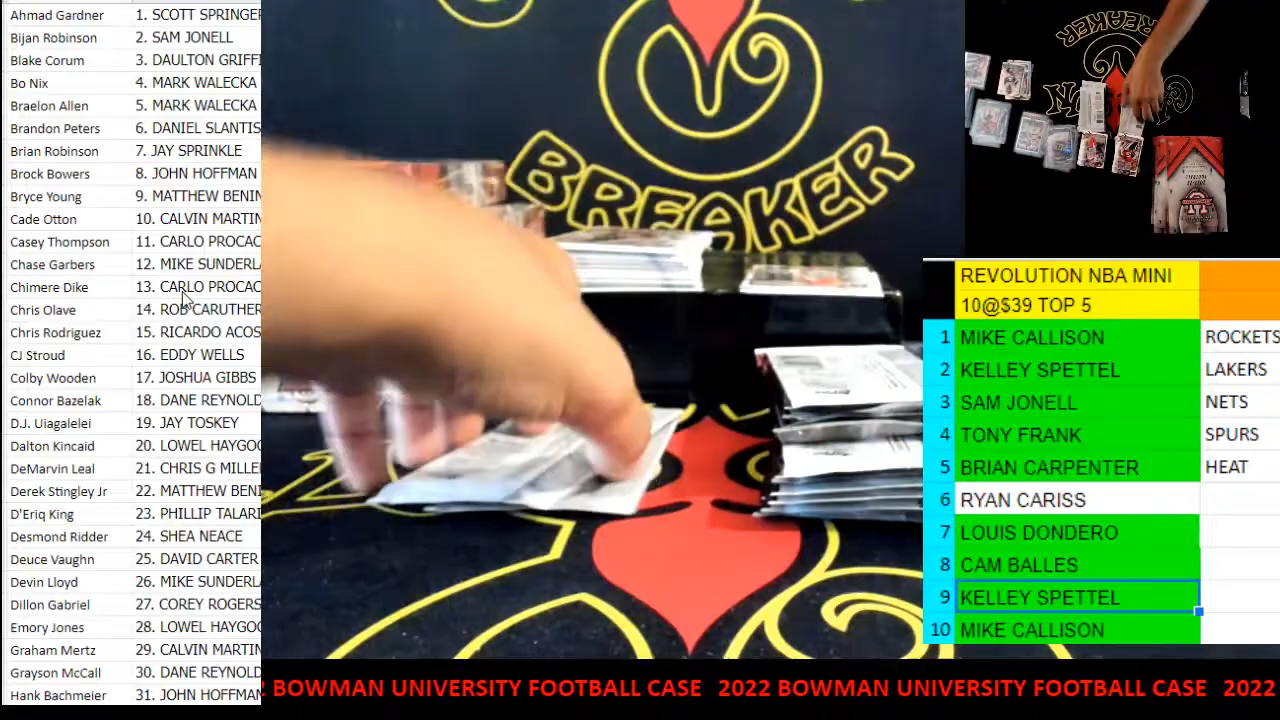 Ahmad Gardner 1. SCOTT SPRINGER
Bijan Robinson 2. SAM JONELL
Blake Corum 3. DAULTON GRIFFI
Bo Nix 4. MARK WALECKA
Braelon Allen 5. MARK WALECKA
Brandon Peters 6. DANIEL SLANTIS
Brian Robinson 7. JAY SPRINKLE
Brock Bowers 8. JOHN HOFFMAN
Bryce Young 9. MATTHEW BENIN
Cade Otton 10. CALVIN MARTIN
Casey Thompson 11. CARLO PROCAC
Chase Garbers 12. MIKE SUNDERLA
Chimere Dike 13. CARLO PROCAC
Chris Olave 14. ROB CARUTHER
Chris Rodriguez 15. RICARDO ACOS
CJ Stroud 16. EDDY WELLS
Colby Wooden 17. JOSHUA GIBBS
Connor Bazelak 18. DANE REYNOLD
D.J. Uiagalelei 19. JAY TOSKEY
Dalton Kincaid 20. LOWEL HAYGOO
DeMarvin Leal 21. CHRIS G MILLE
Derek Stingley Jr 22. MATTHEW BENI
D'Eriq King 23. PHILLIP TALARI
Desmond Ridder 24. SHEA NEACE
Deuce Vaughn 25. DAVID CARTER
Devin Lloyd 26. MIKE SUNDERLA
Dillon Gabriel 27. COREY ROGERS
Emory Jones 28. LOWEL HAYGOO
Graham Mertz 29. CALVIN MARTIN
Grayson McCall 30. DANE REYNOLD
Hank Bachmeier 31. JOHN HOFFMAN
BREAKER
BREAKER
REVOLUTION NBA MINI
10@$39 TOP 5
1 MIKE CALLISON ROCKETS
2 KELLEY SPETTEL LAKERS
3 SAM JONELL NETS
4 TONY FRANK SPURS
5 BRIAN CARPENTER HEAT
6 RYAN CARISS
7 LOUIS DONDERO
8 CAM BALLES
9 KELLEY SPETTEL
10 MIKE CALLISON
BOWMAN UNIVERSITY FOOTBALL CASE 2022 BOWMAN UNIVERSITY FOOTBALL CASE 2022